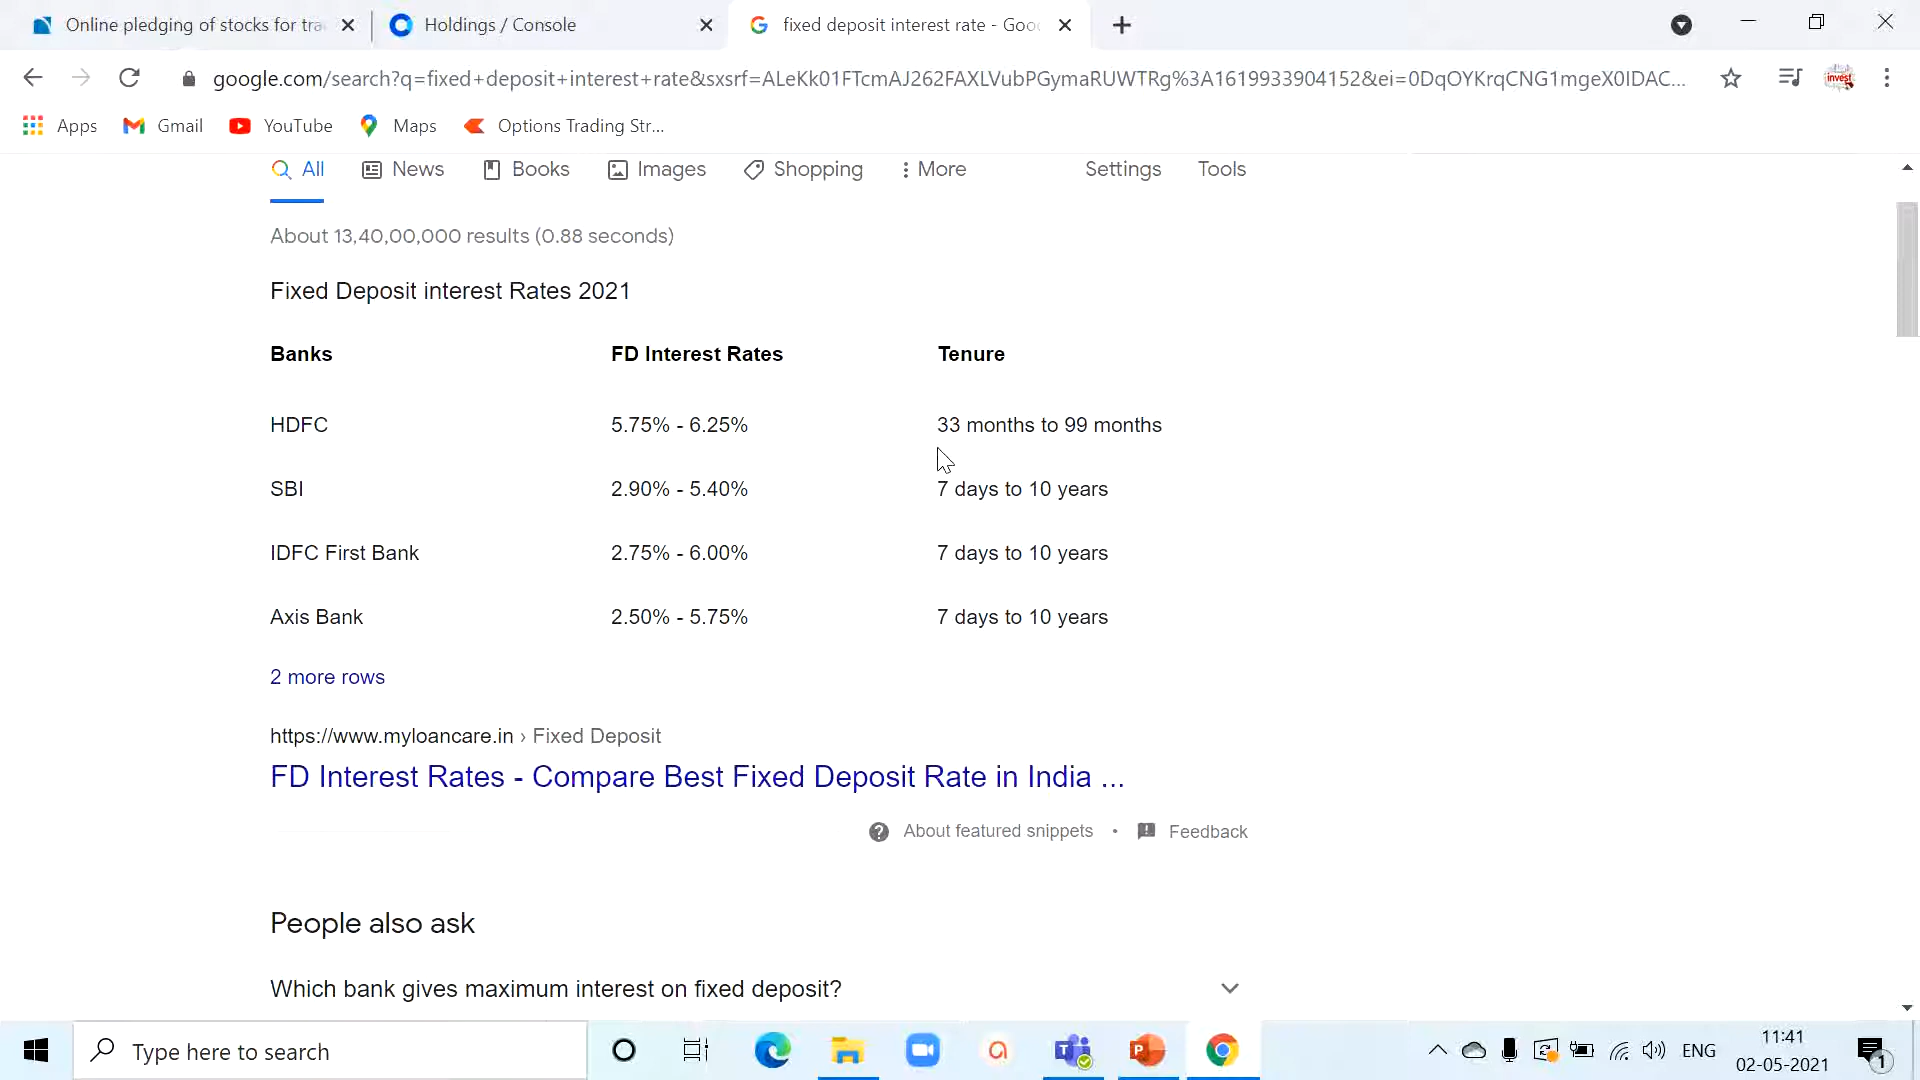 Online pledging of stocks for tra
Holdings / Console
fixed deposit interest rate - Goo
google.com/search?q=fixed+deposit+interest+rate&sxsrf=ALeKk01FTcmAJ262FAXLVubPGymaRUWTRg%3A1619933904152&ei=0DqOYKrqCNG1mgeX0IDAC...
invest
Apps
Gmail
YouTube
Maps
Options Trading Str...
All
News
Books
Images
Shopping
More
Settings
Tools
About 13,40,00,000 results (0.88 seconds)
Fixed Deposit interest Rates 2021
Banks FD Interest Rates Tenure
HDFC 5.75% - 6.25% 33 months to 99 months
SBI 2.90% - 5.40% 7 days to 10 years
IDFC First Bank 2.75% - 6.00% 7 days to 10 years
Axis Bank 2.50% - 5.75% 7 days to 10 years
2 more rows
https://www.myloancare.in › Fixed Deposit
FD Interest Rates - Compare Best Fixed Deposit Rate in India ...
About featured snippets • Feedback
People also ask
Which bank gives maximum interest on fixed deposit?
Type here to search
ENG
11:41
02-05-2021
1